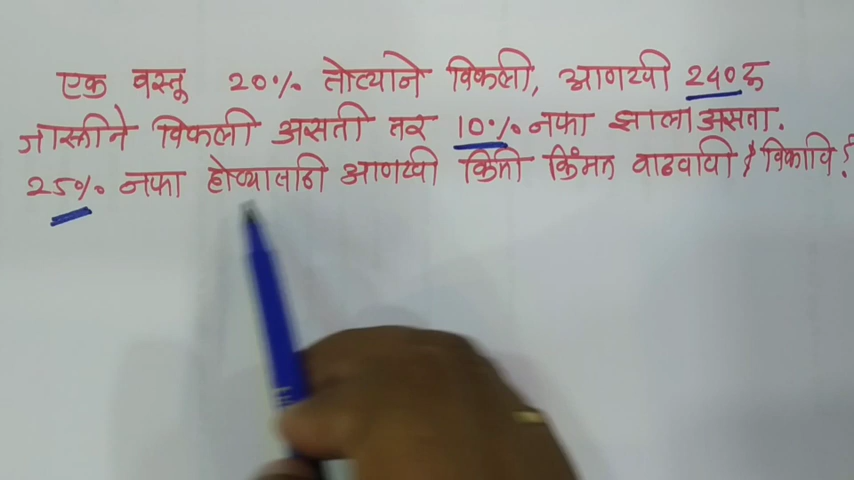 एक वस्तू 20% तोट्याने विकली, आणखी 240रू
जास्तीने विकली असती तर 10% नफा झाला असता.
25% नफा होण्यासाठी आणखी किती किंमत वाढवावी / विकावि?